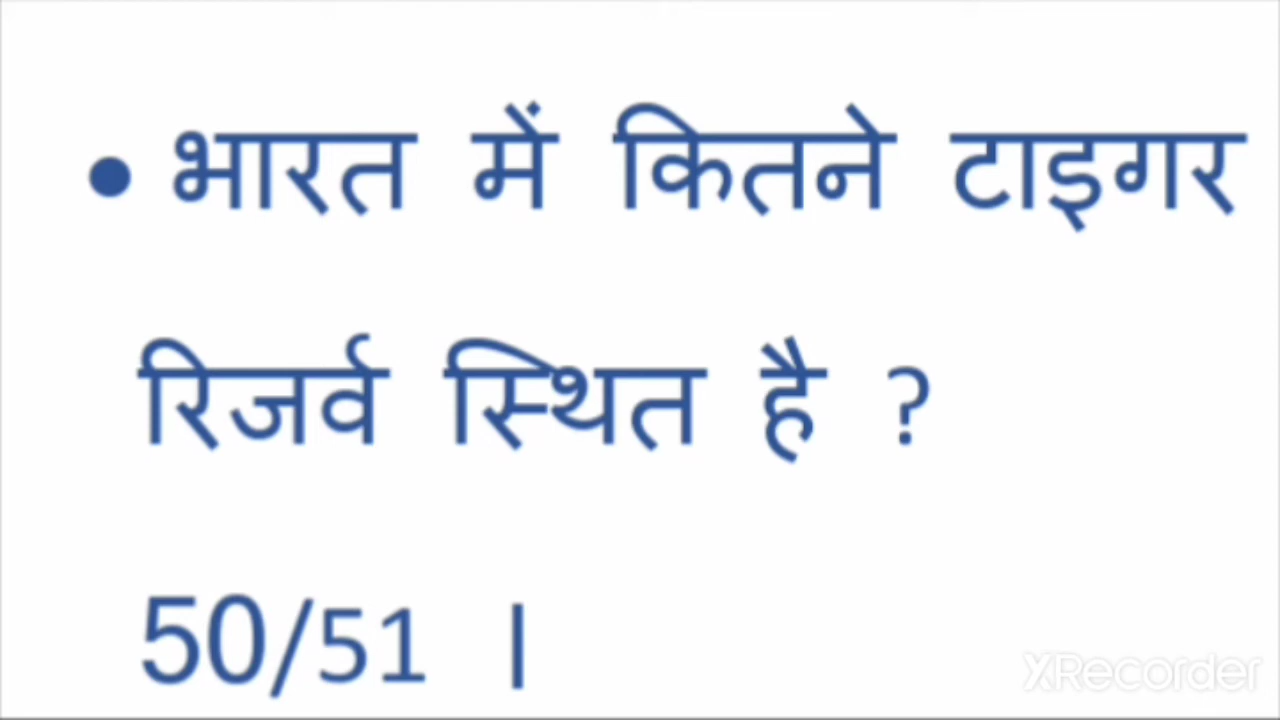 • भारत में कितने टाइगर
रिजर्व स्थित है ?
50/51 |
XRecorder